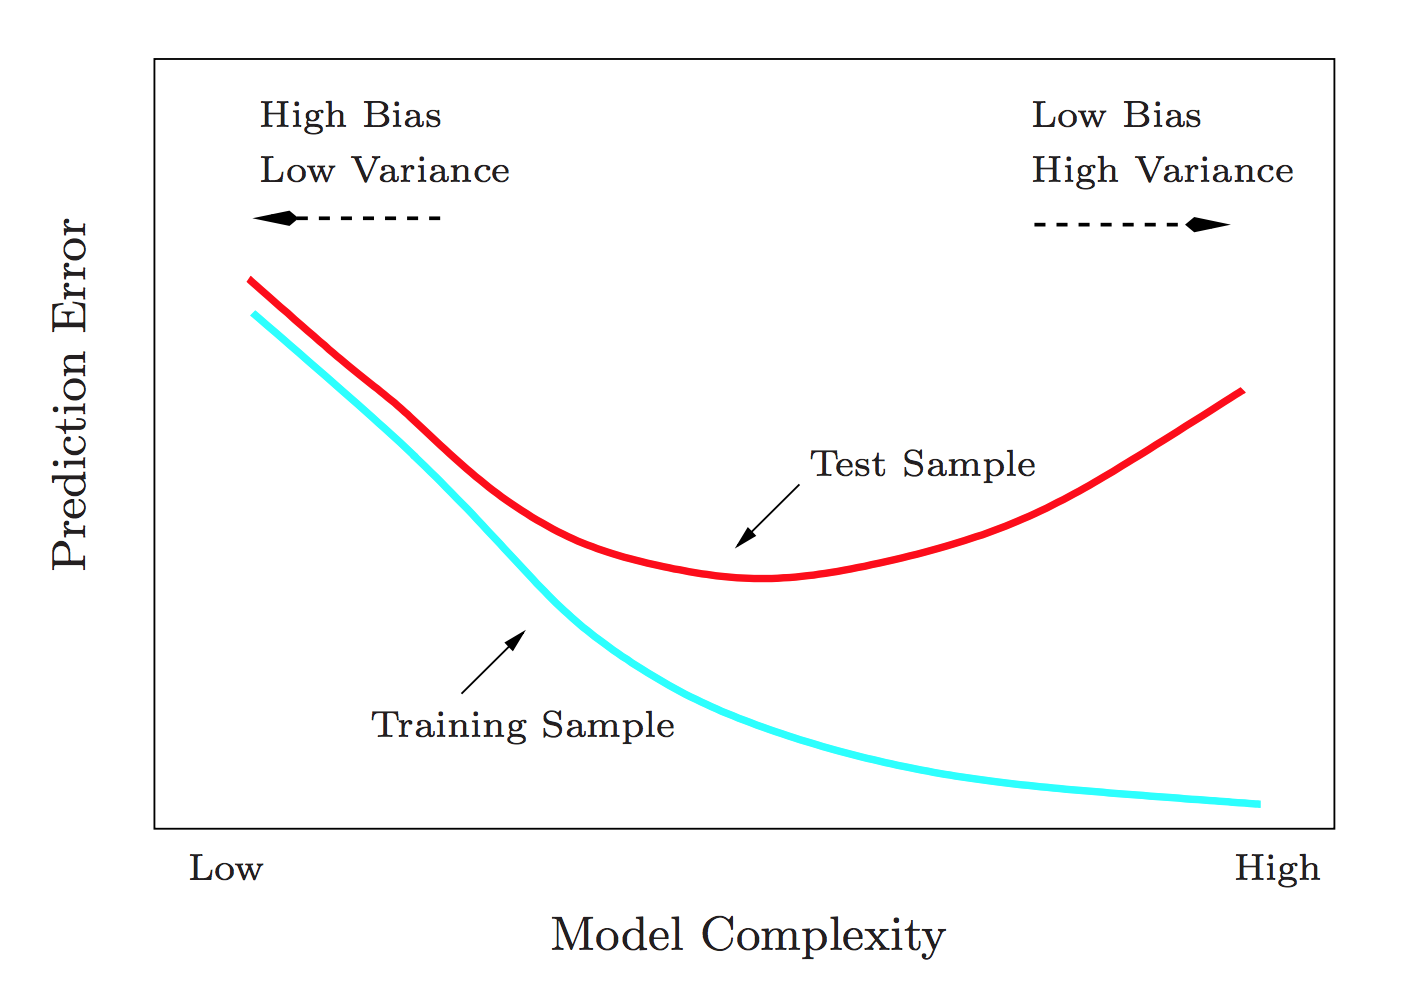 High Bias
Low Variance
Low Bias
High Variance
Prediction Error
Test Sample
Training Sample
Low
High
Model Complexity